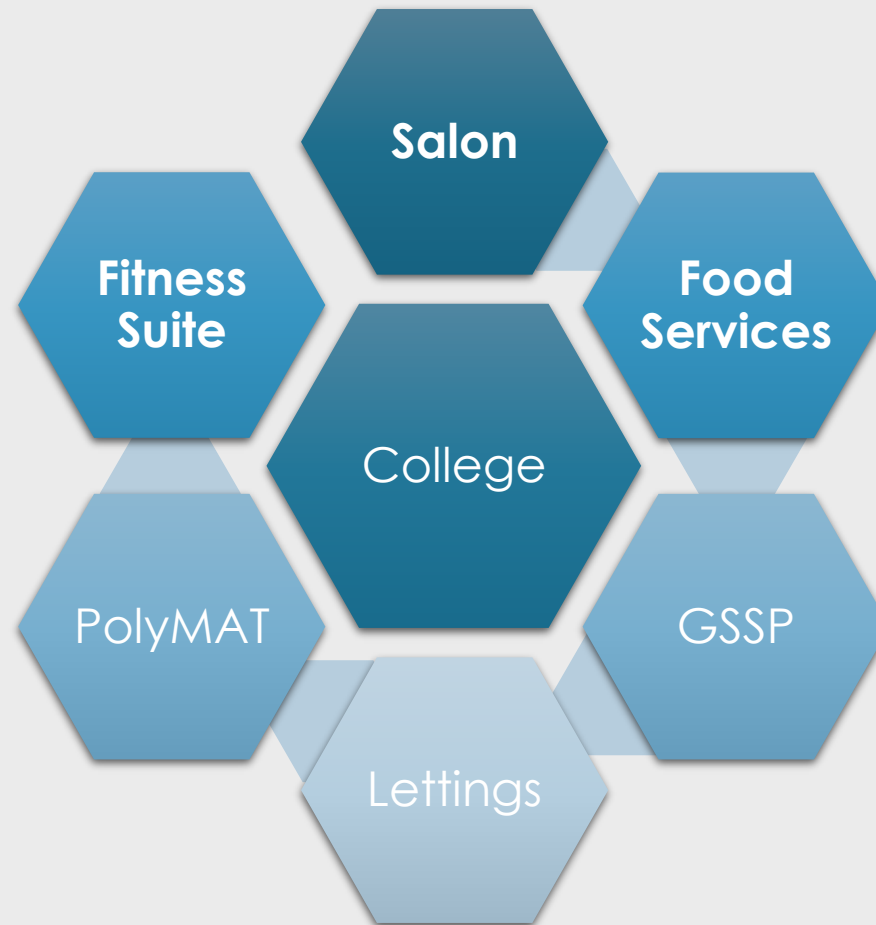 Salon
Fitness
Suite
Food
Services
College
PolyMAT
GSSP
Lettings